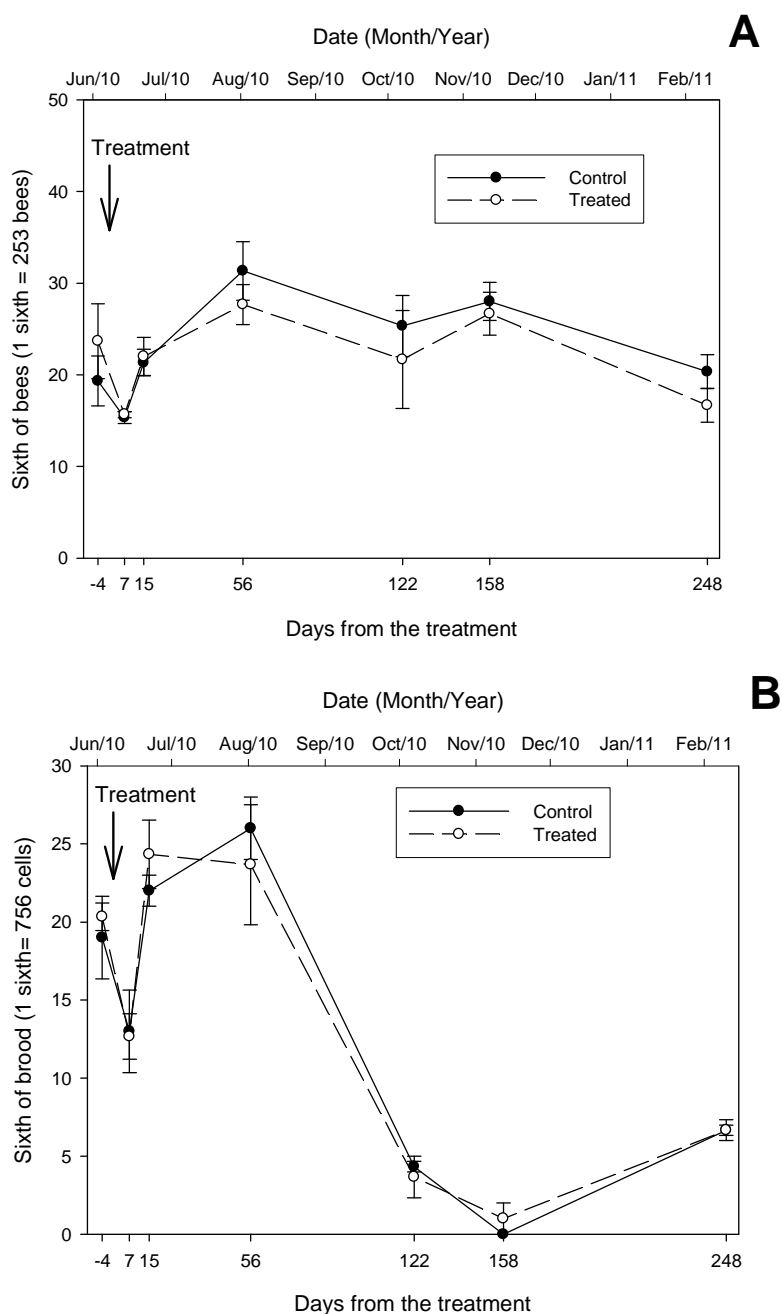 A
Date (Month/Year)
Jun/10 Jul/10 Aug/10 Sep/10 Oct/10 Nov/10 Dec/10 Jan/11 Feb/11
50
Treatment
Control
Treated
40
30
20
10
0
Sixth of bees (1 sixth = 253 bees)
-4 7 15 56 122 158 248
Days from the treatment
B
Date (Month/Year)
Jun/10 Jul/10 Aug/10 Sep/10 Oct/10 Nov/10 Dec/10 Jan/11 Feb/11
30
Treatment
Control
Treated
25
20
15
10
5
0
Sixth of brood (1 sixth= 756 cells)
-4 7 15 56 122 158 248
Days from the treatment